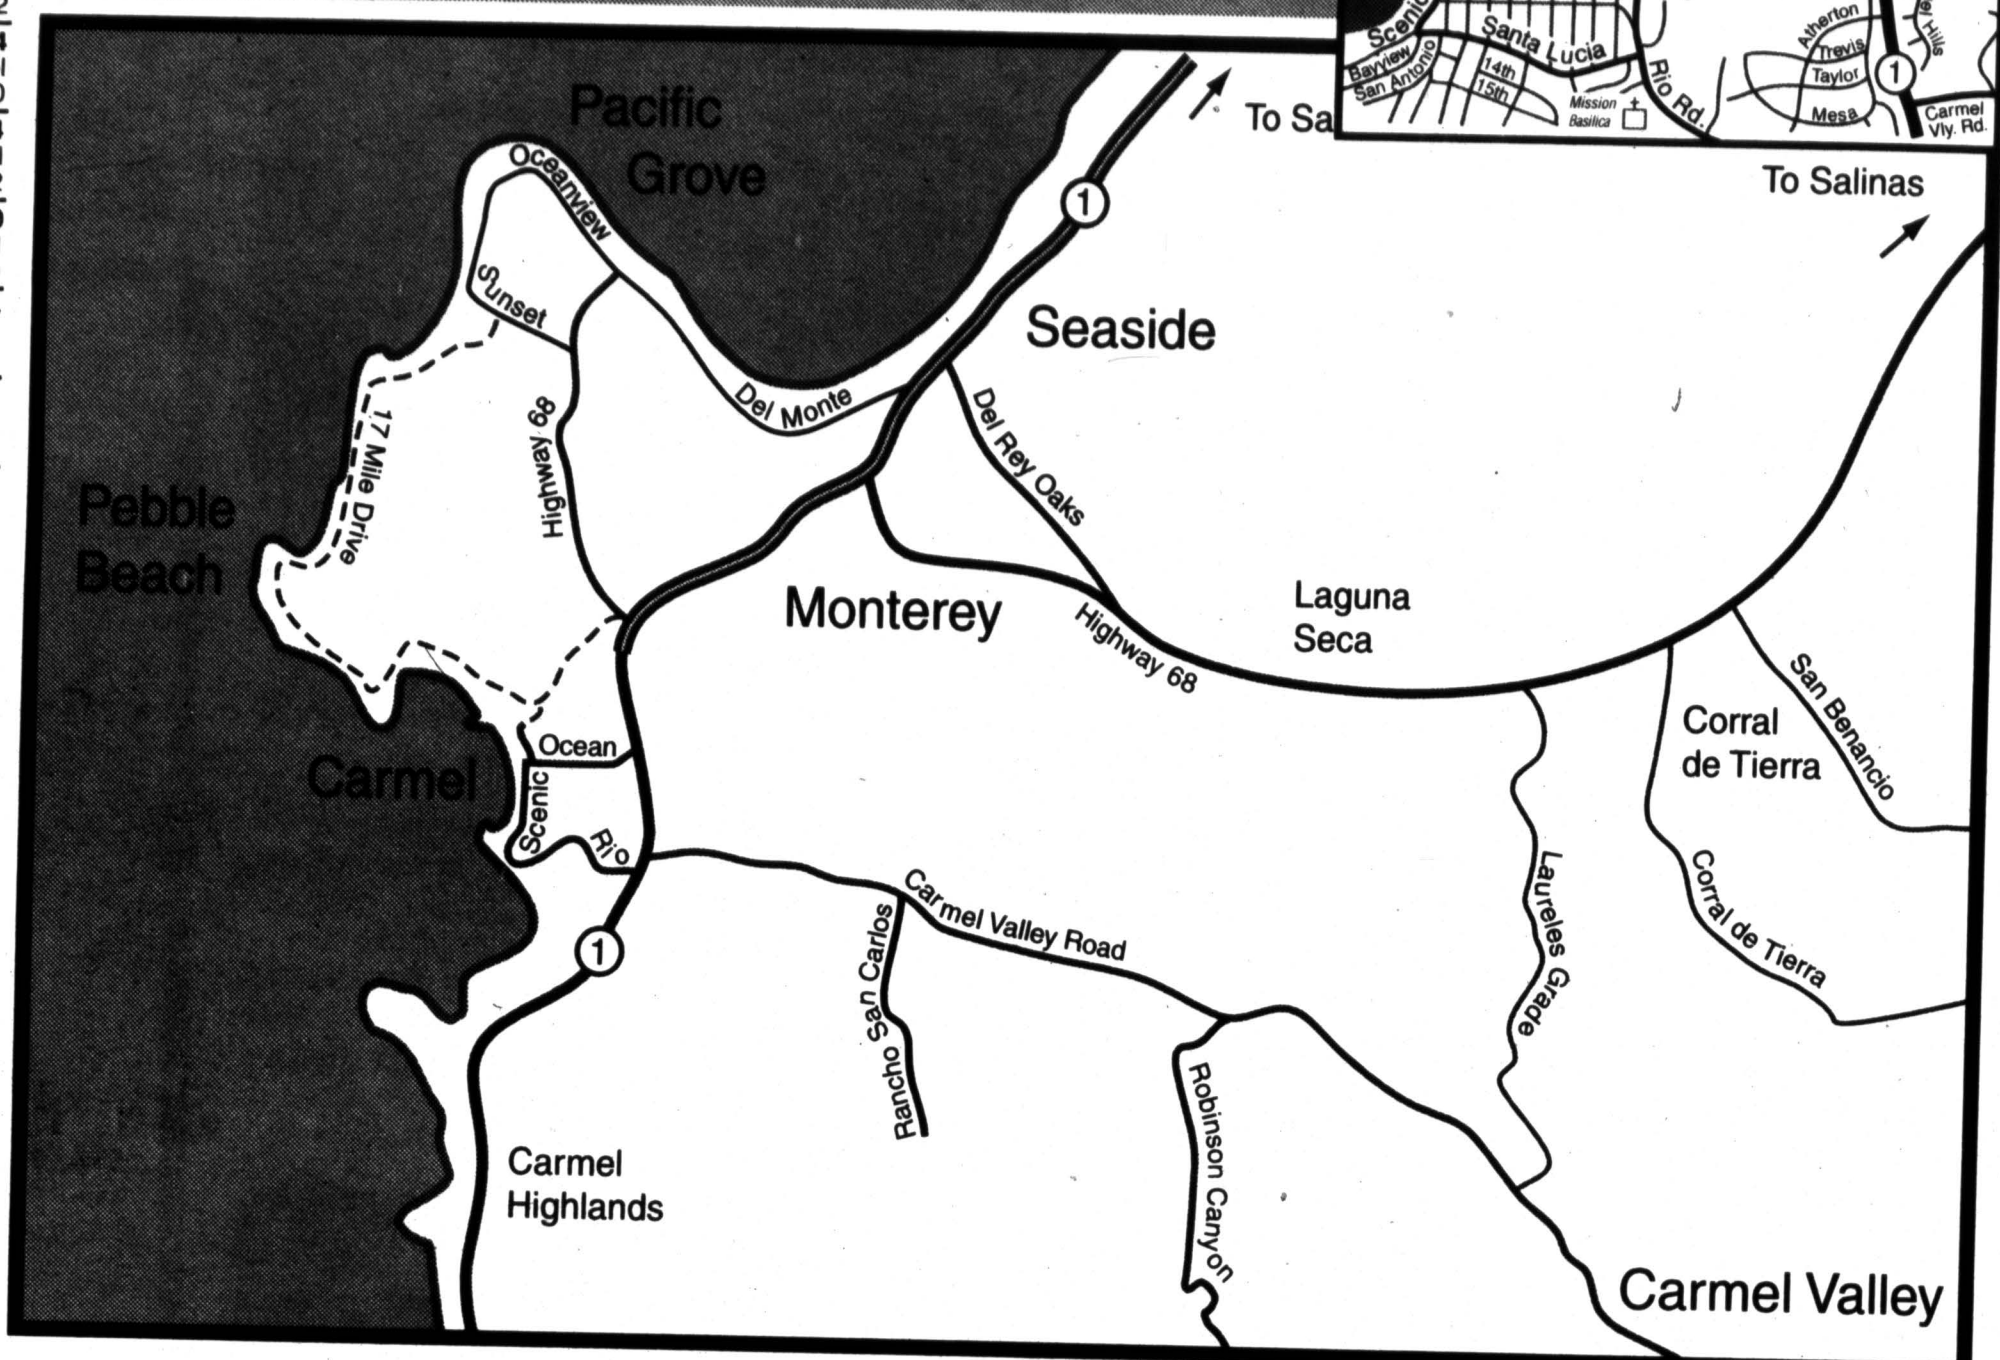 Scenic
Bayview
San Antonio
Santa Lucia
14th
15th
Mission
Basilica
Rio Rd.
Atherton
Trevis
Taylor
Mesa
1
Hills
Carmel
Vly. Rd.
Pacific
Grove
To Sa
1
To Salinas
Oceanview
Sunset
Seaside
Del Monte
Del Rey Oaks
17 Mile Drive
Highway 68
Pebble
Beach
Monterey
Highway 68
Laguna
Seca
Corral
de Tierra
San Benancio
Ocean
Carmel
Scenic
Rio
Laureles Grade
Corral de Tierra
Carmel Valley Road
1
Rancho San Carlos
Robinson Canyon
Carmel
Highlands
Carmel Valley